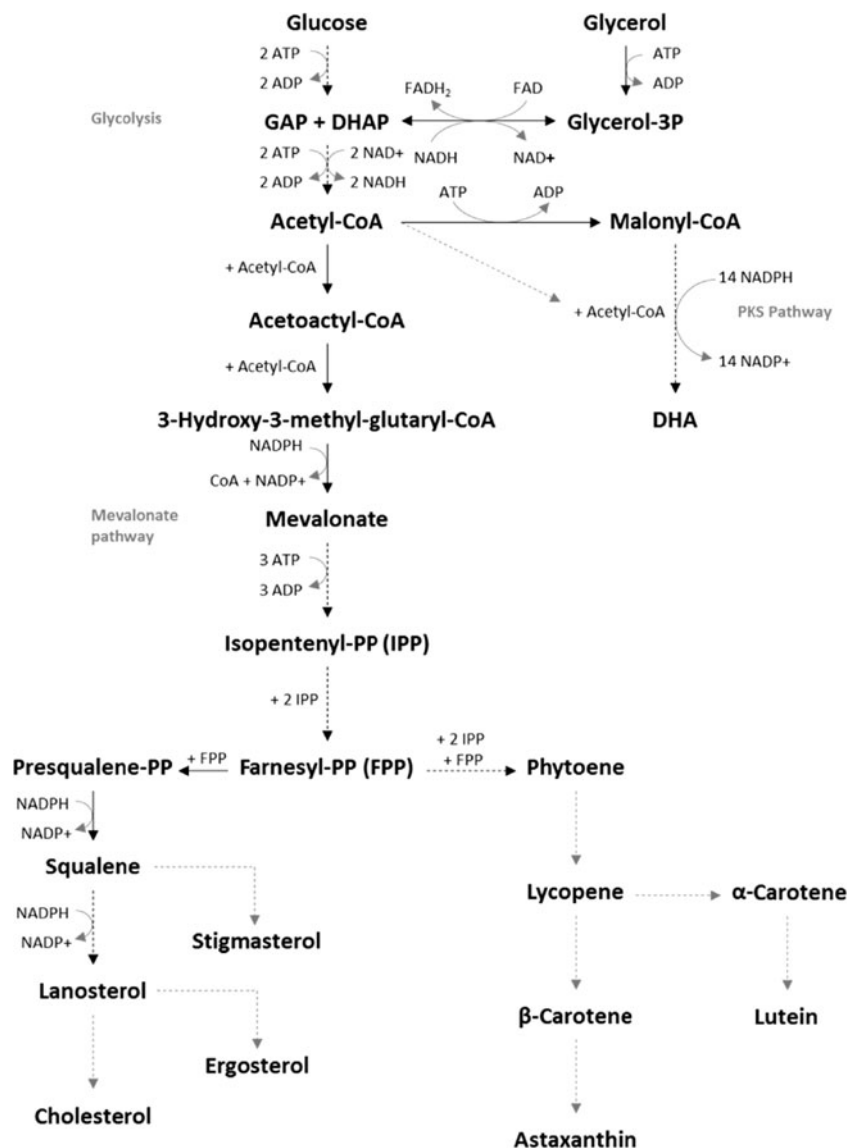 Glucose
Glycerol
2 ATP
2 ADP
ATP
ADP
FADH2
FAD
Glycolysis
GAP + DHAP
Glycerol-3P
2 ATP
2 NAD+
NADH
NAD+
2 ADP
2 NADH
ATP
ADP
Acetyl-CoA
Malonyl-CoA
+ Acetyl-CoA
14 NADPH
Acetoactyl-CoA
+ Acetyl-CoA
PKS Pathway
+ Acetyl-CoA
14 NADP+
3-Hydroxy-3-methyl-glutaryl-CoA
DHA
NADPH
CoA + NADP+
Mevalonate
pathway
Mevalonate
3 ATP
3 ADP
Isopentenyl-PP (IPP)
+ 2 IPP
Presqualene-PP
+ FPP
Farnesyl-PP (FPP)
+ 2 IPP
+ FPP
Phytoene
NADPH
NADP+
Squalene
Lycopene
α-Carotene
NADPH
NADP+
Stigmasterol
Lanosterol
β-Carotene
Lutein
Ergosterol
Cholesterol
Astaxanthin